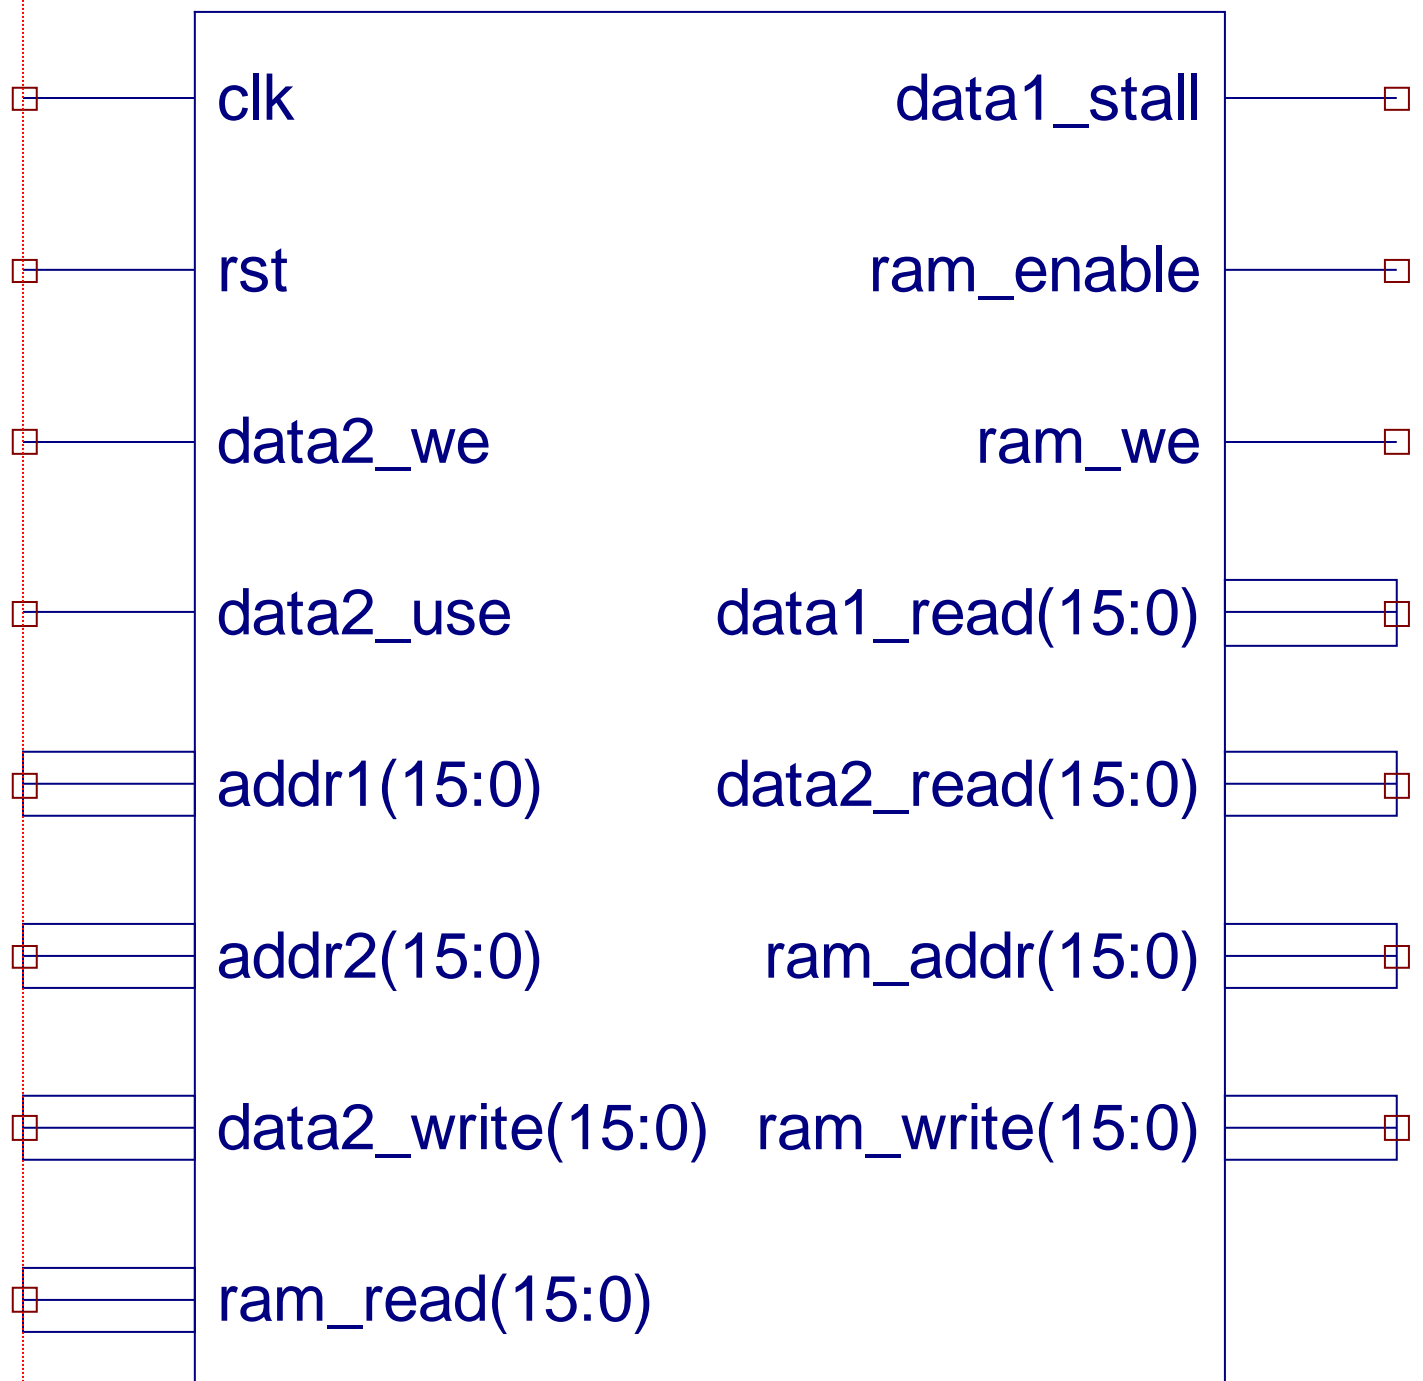 clk data1_stall
rst ram_enable
data2_we ram_we
data2_use data1_read(15:0)
addr1(15:0) data2_read(15:0)
addr2(15:0) ram_addr(15:0)
data2_write(15:0) ram_write(15:0)
ram_read(15:0)